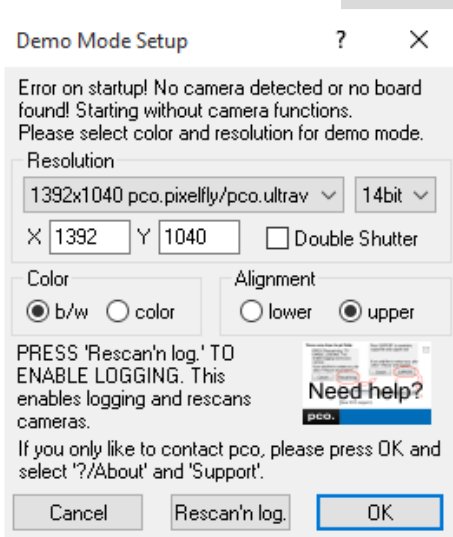 Demo Mode Setup ? ×
Error on startup! No camera detected or no board
found! Starting without camera functions.
Please select color and resolution for demo mode.
Resolution
1392x1040 pco.pixelfly/pco.ultrav 14bit
X 1392 Y 1040 Double Shutter
Color Alignment
b/w color lower upper
PRESS 'Rescan'n log.' TO
ENABLE LOGGING. This
enables logging and rescans
cameras.
Need help?
pco.
If you only like to contact pco, please press OK and
select '?/About' and 'Support'.
Cancel Rescan'n log. OK